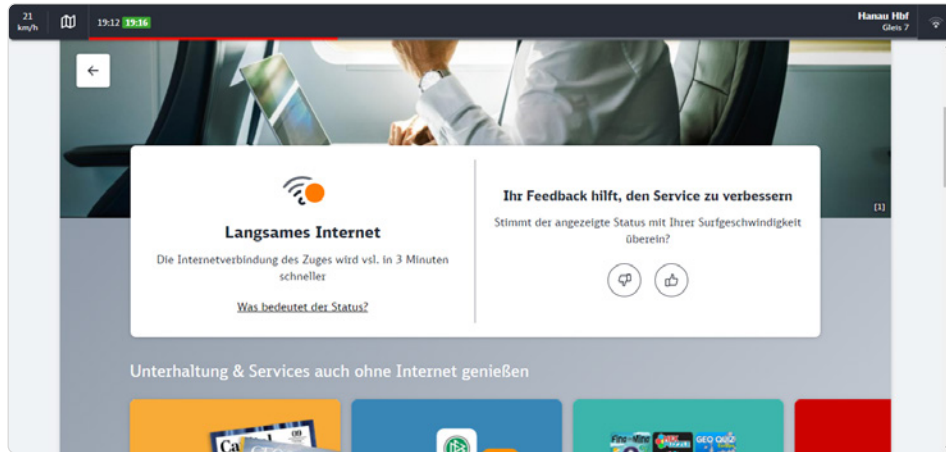 21
km/h
19:12 19:16
Hanau Hbf
Gleis 7
[1]
Langsames Internet
Die Internetverbindung des Zuges wird vsl. in 3 Minuten
schneller
Was bedeutet der Status?
Ihr Feedback hilft, den Service zu verbessern
Stimmt der angezeigte Status mit Ihrer Surfgeschwindigkeit
überein?
Unterhaltung & Services auch ohne Internet genießen
GEO QUIZ